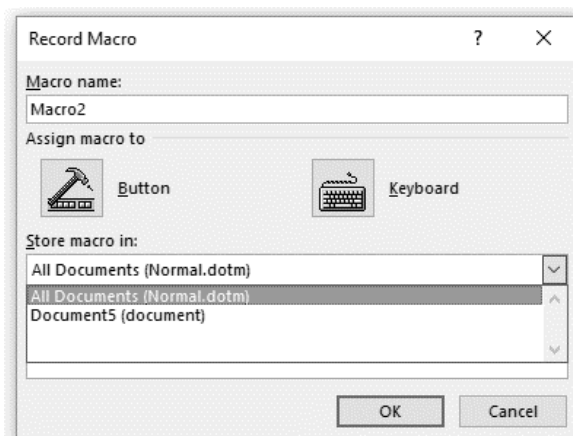 Record Macro ?
Macro name:
Macro2
Assign macro to
Button Keyboard
Store macro in:
All Documents (Normal.dotm)
All Documents (Normal.dotm)
Document5 (document)
OK Cancel